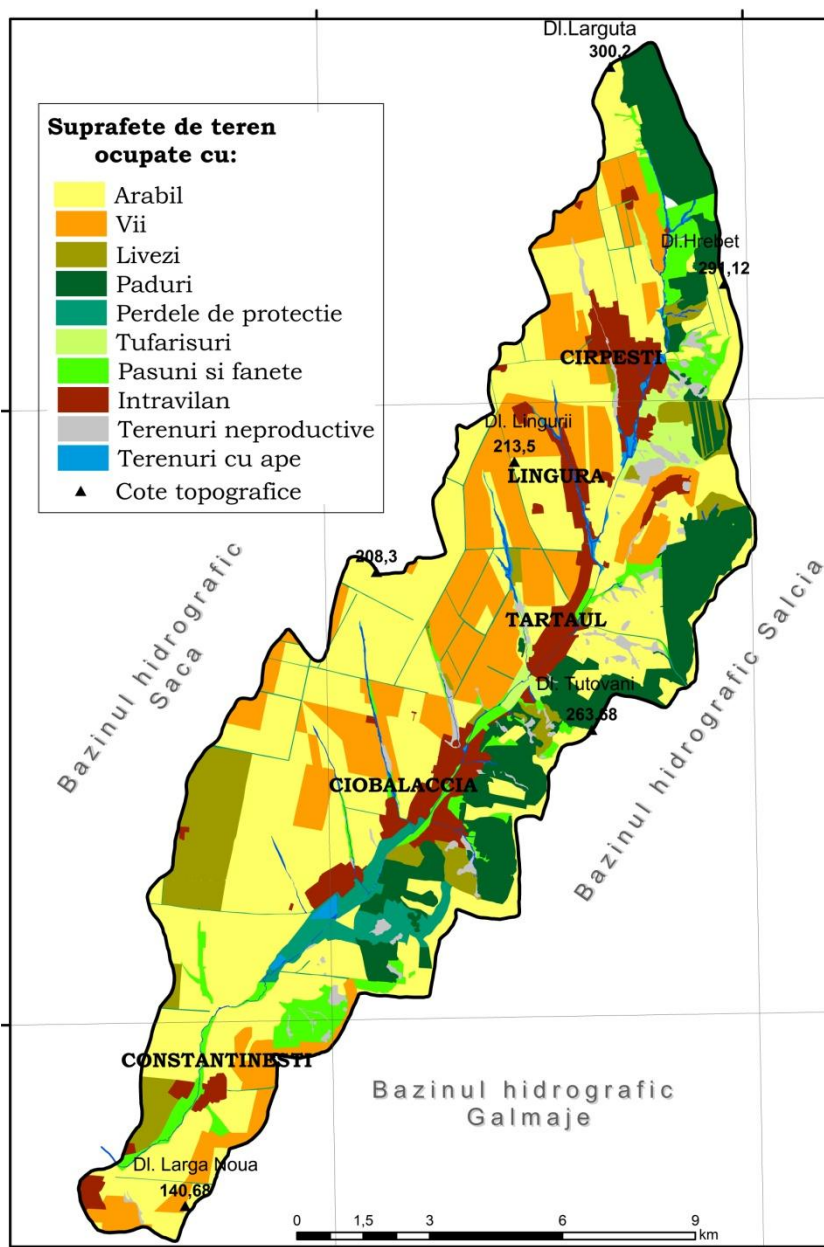 Dl.Larguta
300,2
Suprafete de teren
ocupate cu:
Arabil
Vii
Livezi
Paduri
Perdele de protectie
Tufarisuri
Pasuni si fanete
Intravilan
Terenuri neproductive
Terenuri cu ape
Cote topografice
Dl.Hrebet
291,12
CIRPESTI
Dl. Lingurii
213,5
LINGURA
208,3
TARTAUL
Bazinul hidrografic
Saca
Bazinul hidrografic Salcia
Dl. Tutovani
263,68
CIOBALACCIA
CONSTANTINESTI
Bazinul hidrografic
Galmaje
Dl. Larga Noua
140,68
0 1,5 3 6 9
km